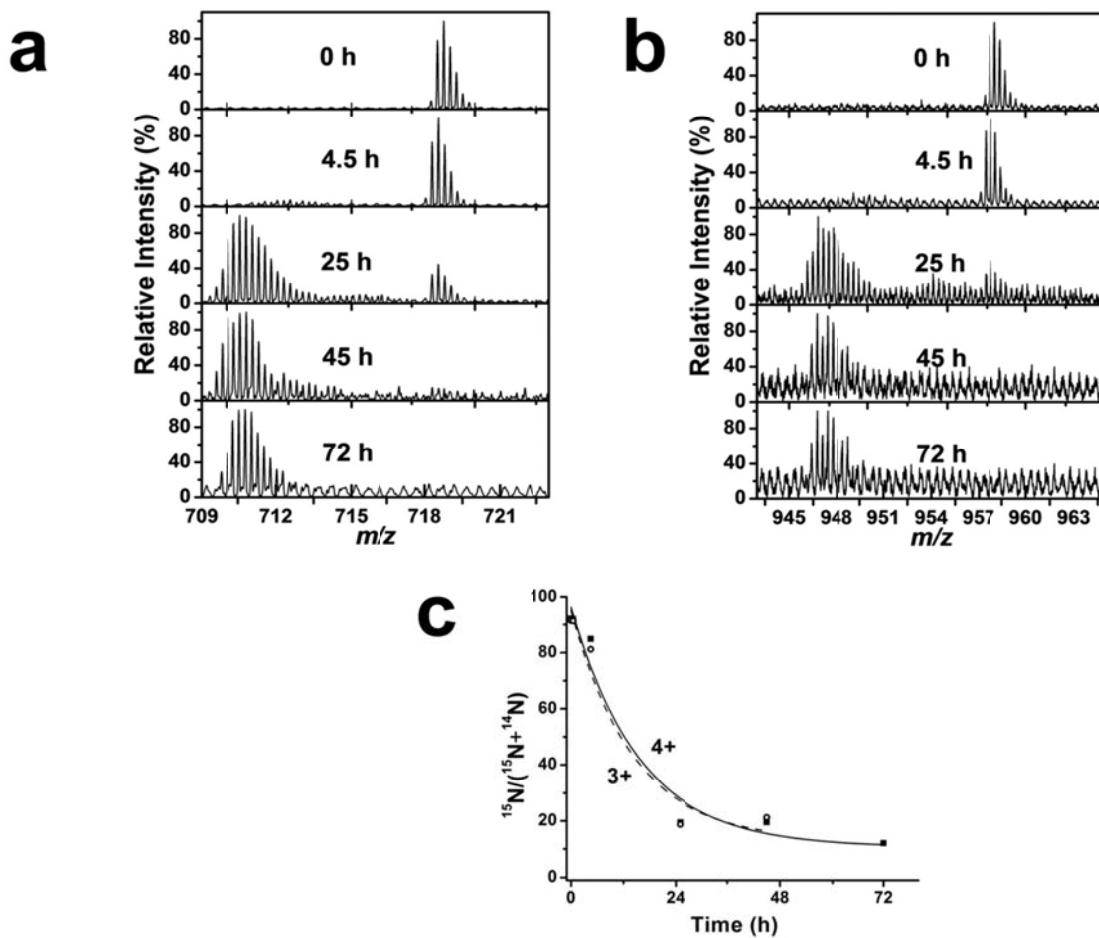 a
Relative Intensity (%)
80
40
0
0 h
80
40
0
4.5 h
80
40
0
25 h
80
40
0
45 h
80
40
0
72 h
709 712 715 718 721
m/z
b
Relative Intensity (%)
80
40
0
0 h
80
40
0
4.5 h
80
40
0
25 h
80
40
0
45 h
80
40
0
72 h
945 948 951 954 957 960 963
m/z
c
¹⁵N/(¹⁵N+¹⁴N)
100
80
60
40
20
0
4+
3+
0 24 48 72
Time (h)